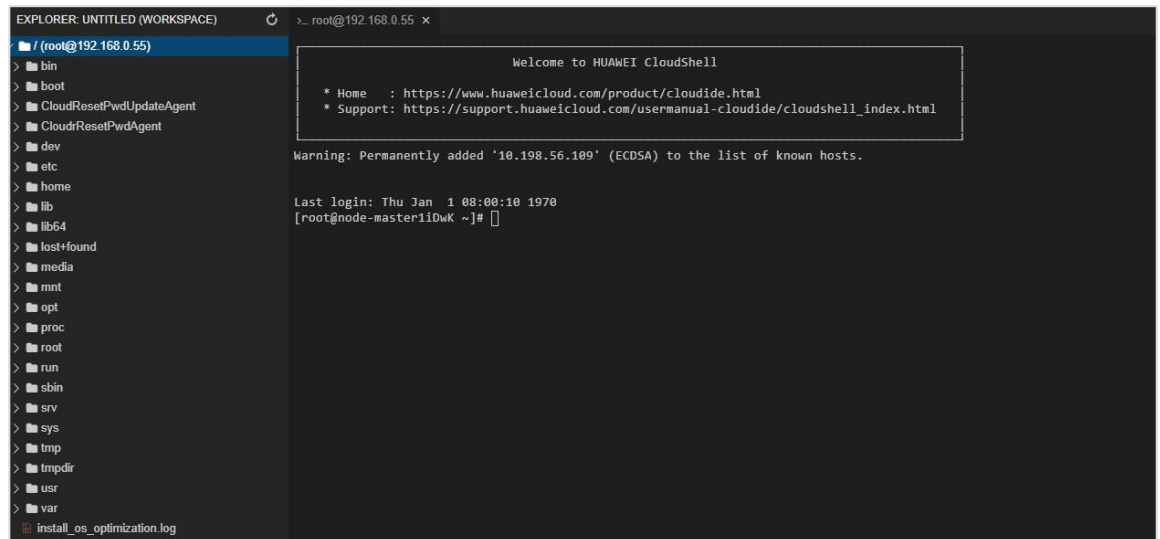 EXPLORER: UNTITLED (WORKSPACE)
/ (root@192.168.0.55)
bin
boot
CloudResetPwdUpdateAgent
CloudrResetPwdAgent
dev
etc
home
lib
lib64
lost+found
media
mnt
opt
proc
root
run
sbin
srv
sys
tmp
tmpdir
usr
var
install_os_optimization.log
>_ root@192.168.0.55 ×
Welcome to HUAWEI CloudShell
* Home : https://www.huaweicloud.com/product/cloudide.html
* Support: https://support.huaweicloud.com/usermanual-cloudide/cloudshell_index.html
Warning: Permanently added '10.198.56.109' (ECDSA) to the list of known hosts.
Last login: Thu Jan 1 08:00:10 1970
[root@node-master1iDwK ~]#